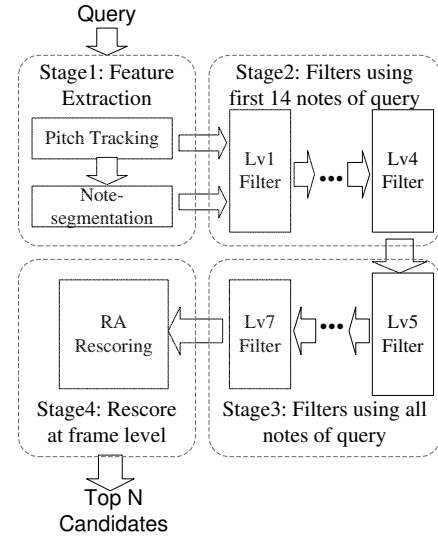 Query
Stage1: Feature
Extraction
Pitch Tracking
Note-
segmentation
Stage2: Filters using
first 14 notes of query
Lv1
Filter
•••
Lv4
Filter
Lv5
Filter
•••
Lv7
Filter
Stage3: Filters using all
notes of query
RA
Rescoring
Stage4: Rescore
at frame level
Top N
Candidates